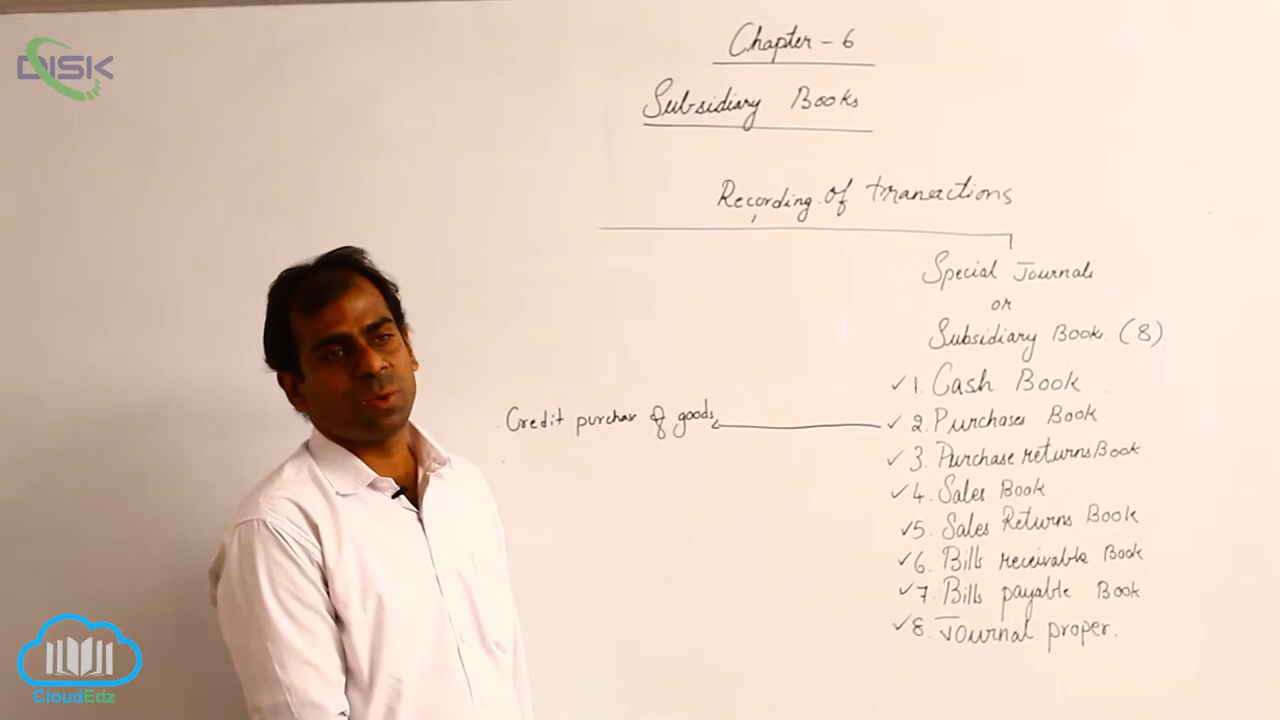 DISK
Chapter - 6
Subsidiary Books
Recording of transactions
Special Journals
or
Subsidiary Book (8)
✓ 1. Cash Book
Credit purchas of goods ✓ 2. Purchases Book
✓ 3. Purchase returns Book
✓ 4. Sales Book
✓ 5. Sales Returns Book
✓ 6. Bills receivable Book
✓ 7. Bills payable Book
✓ 8. Journal proper.
CloudEdz